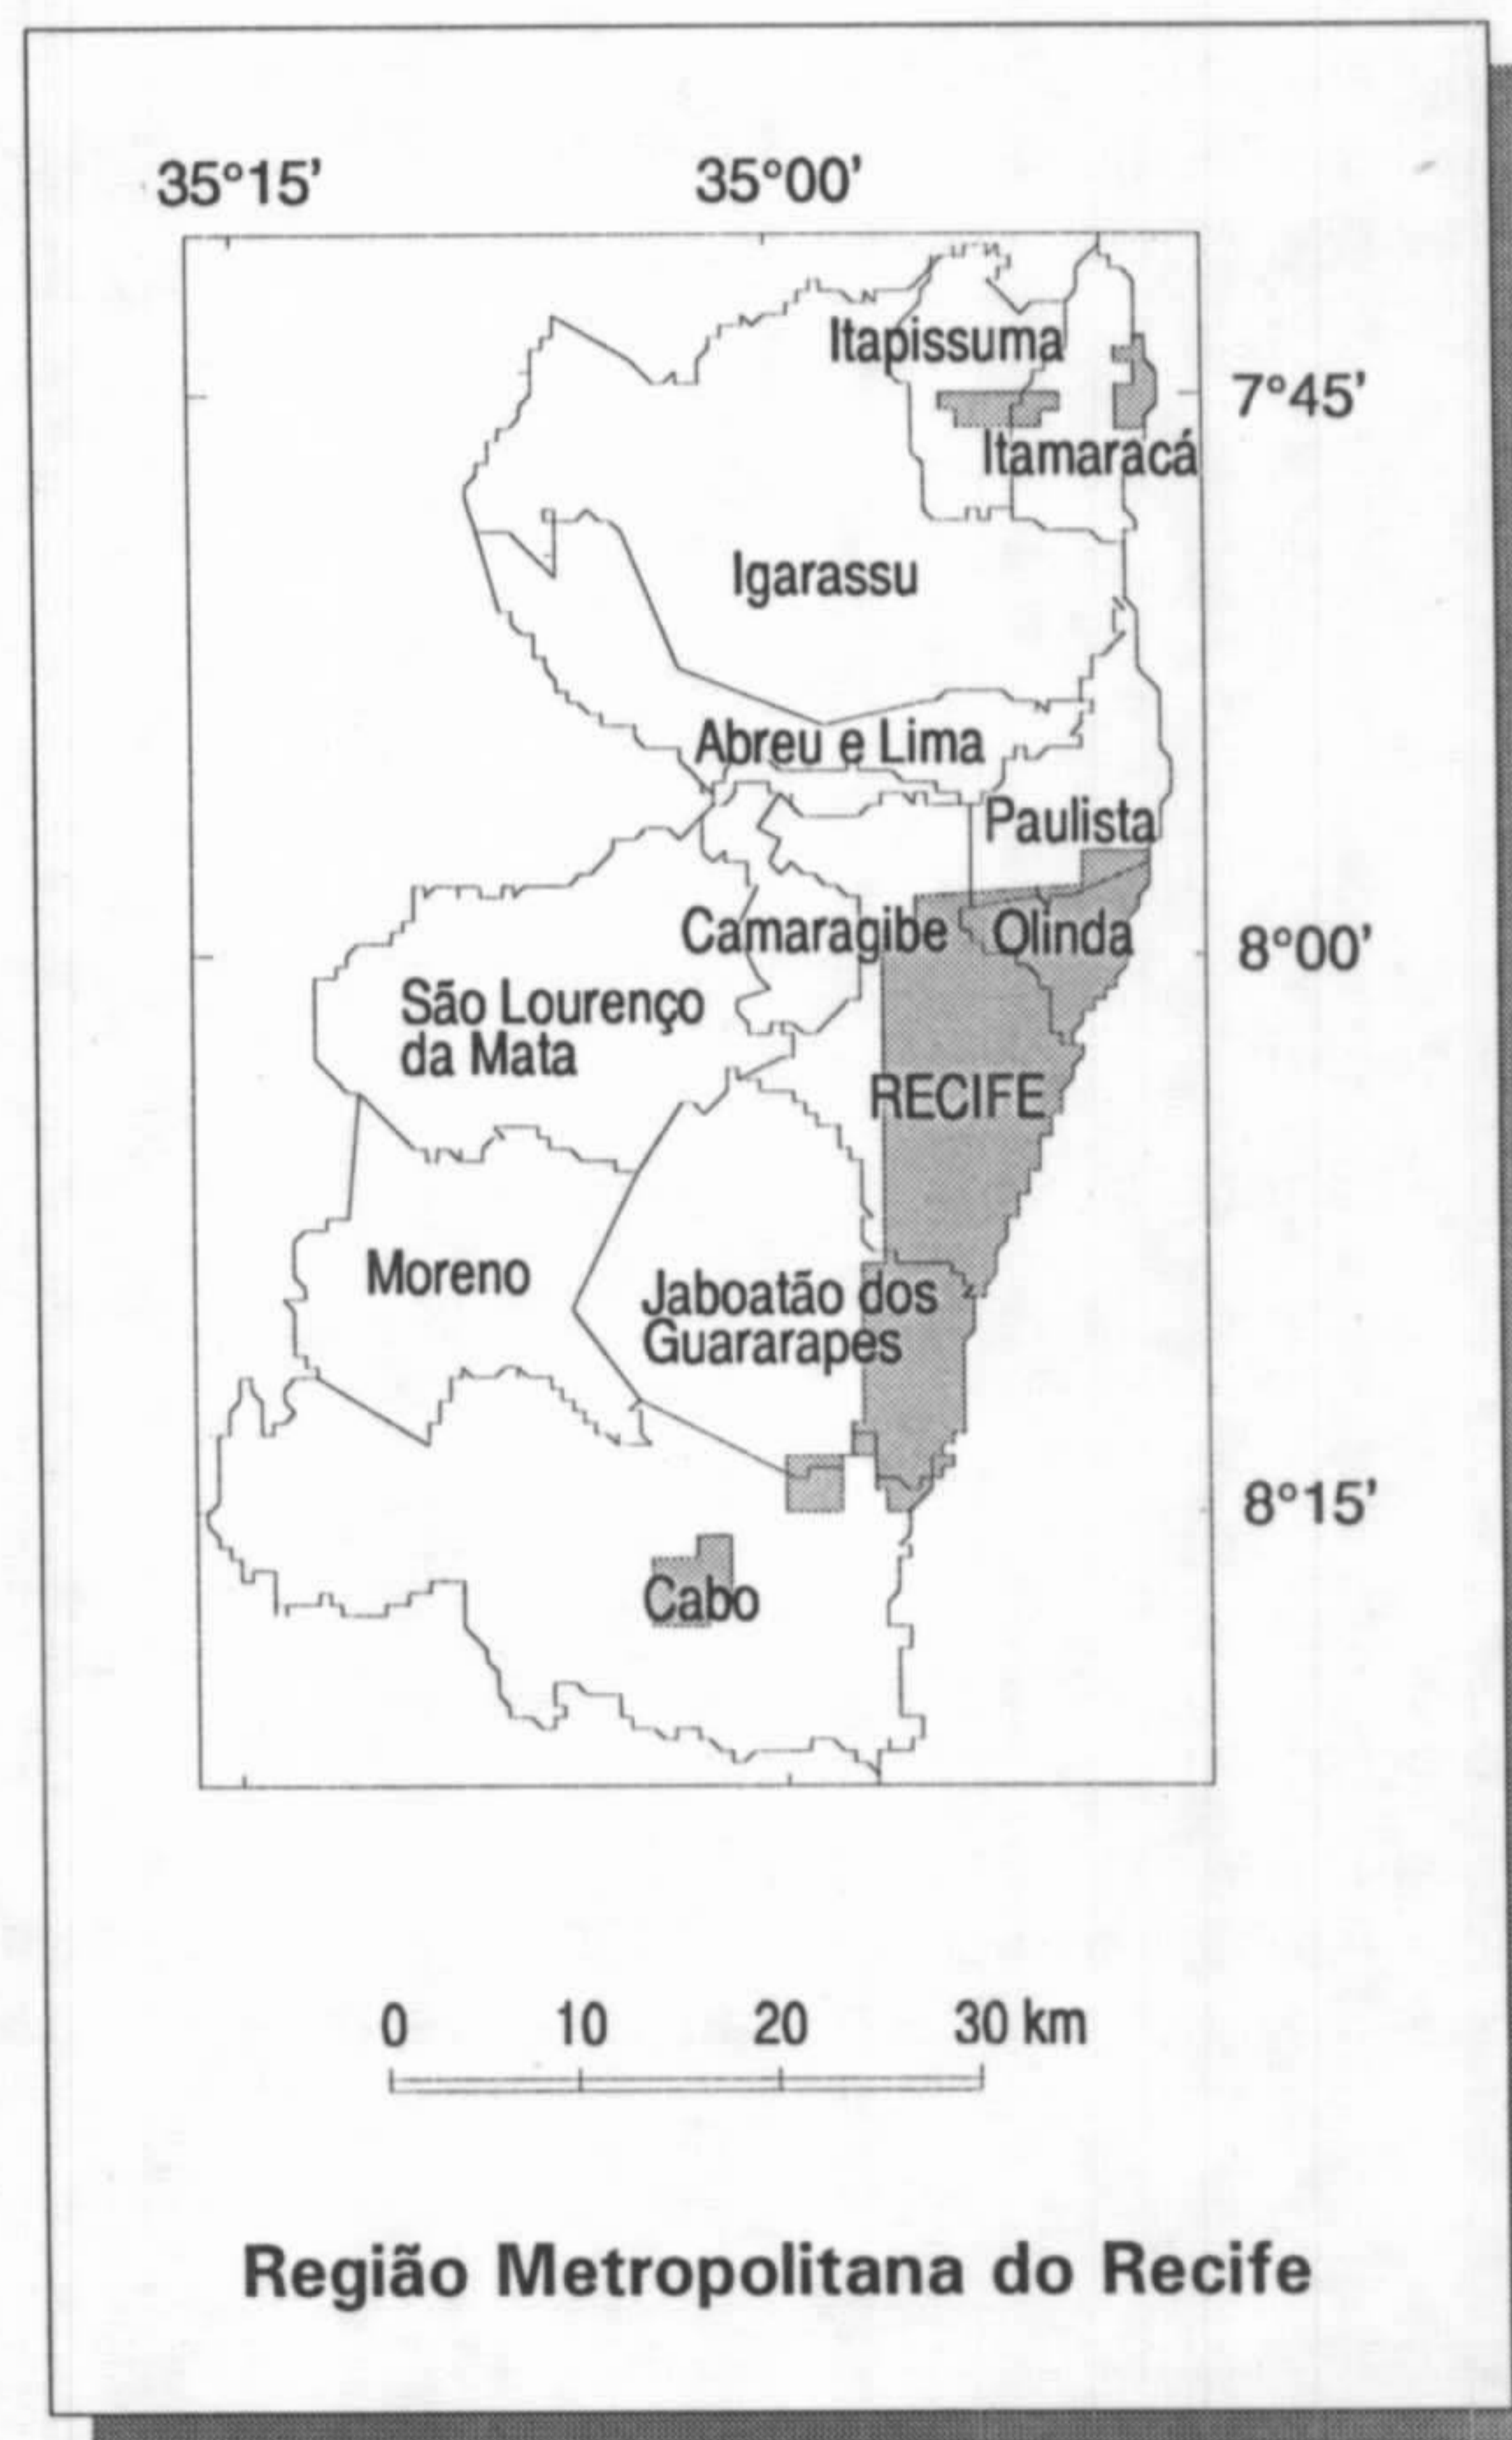 35°15' 35°00'
Itapissuma
7°45'
Itamaracá
Igarassu
Abreu e Lima
Paulista
Camaragibe
Olinda
8°00'
São Lourenço
da Mata
RECIFE
Moreno
Jaboatão dos
Guararapes
8°15'
Cabo
0 10 20 30 km
Região Metropolitana do Recife